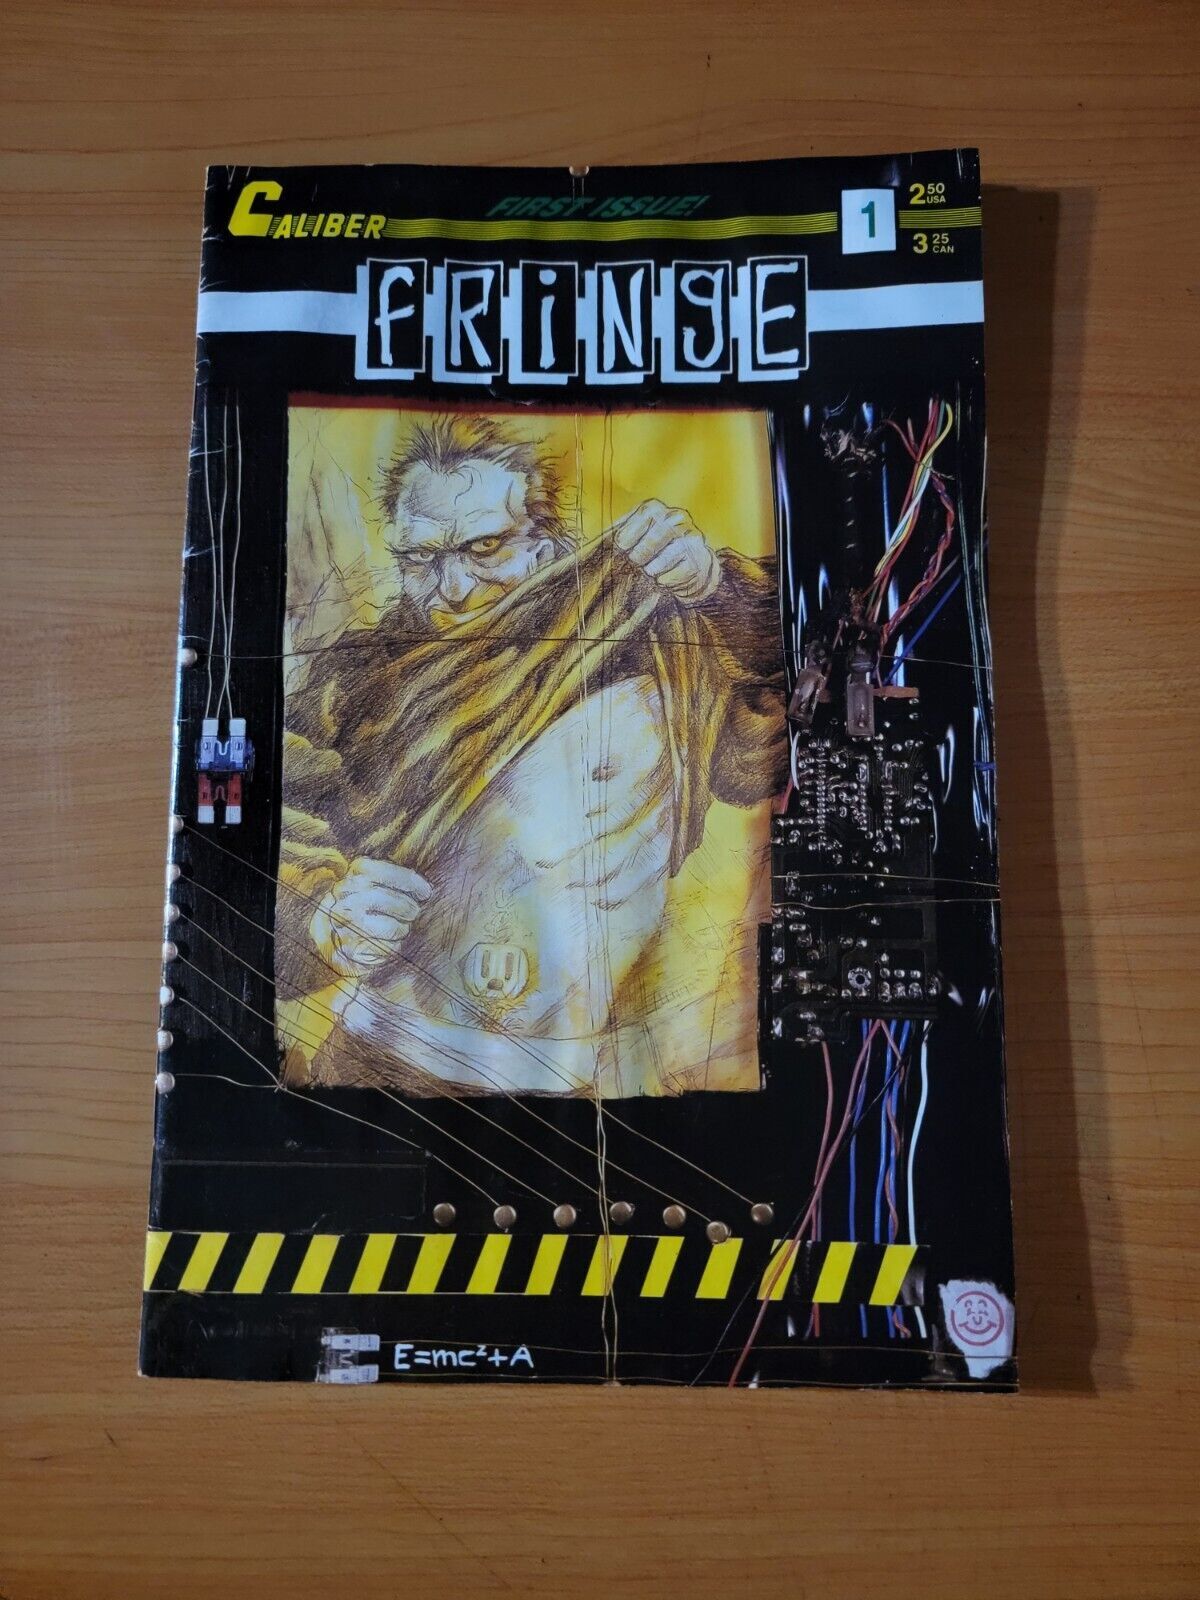 CALIBER
FIRST ISSUE!
1
2 50 USA
3 25 CAN
fRiNgE
E=mc²+A